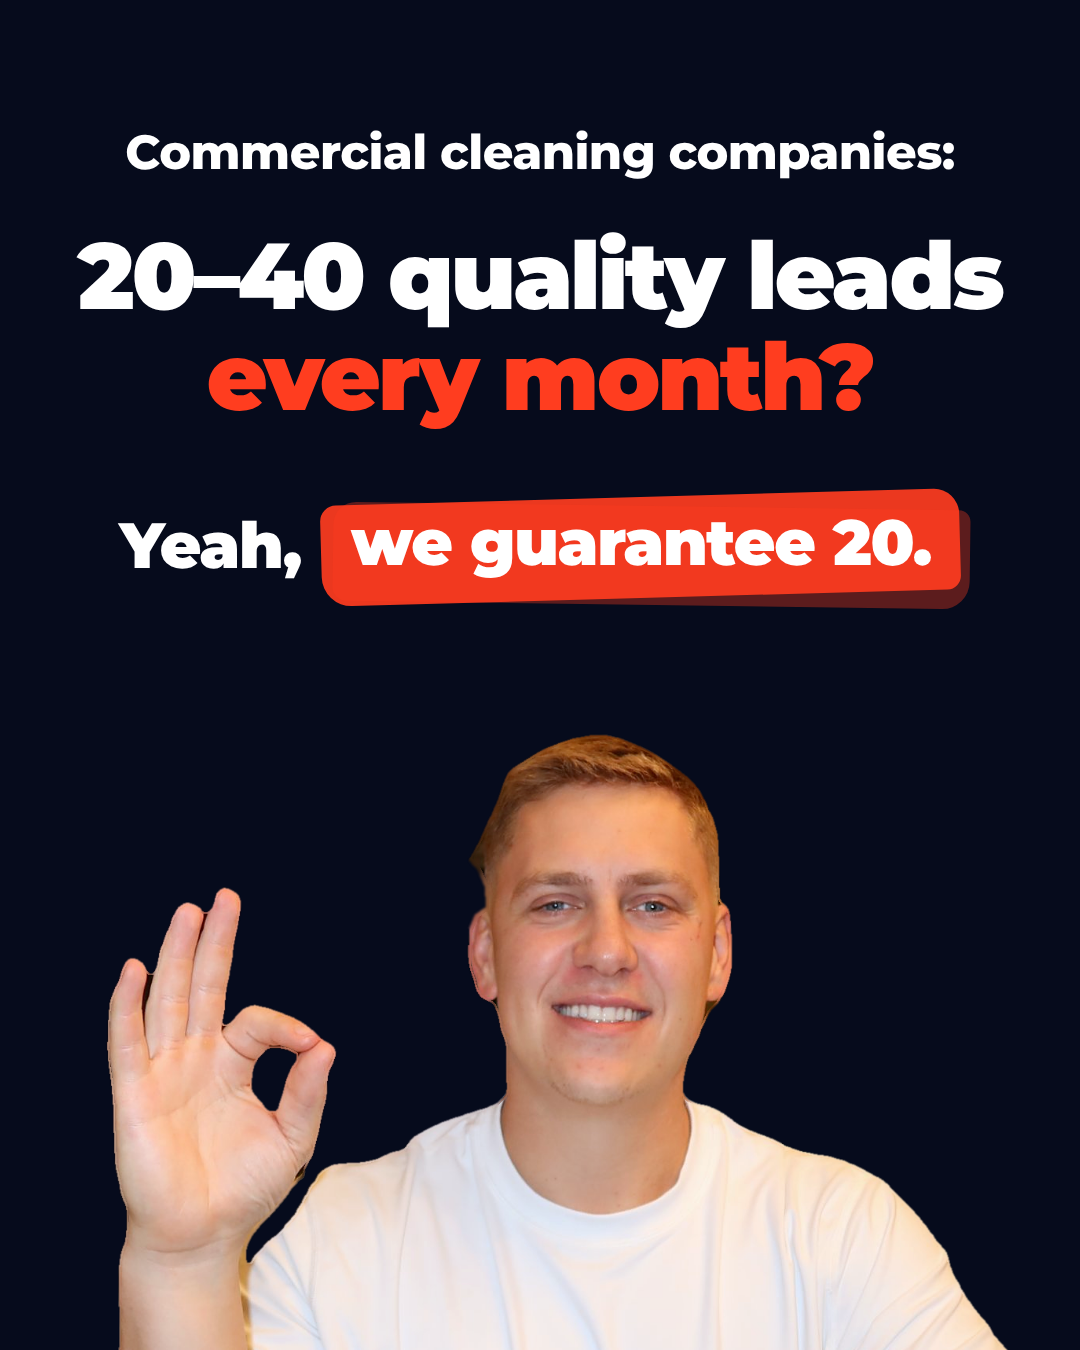 Commercial cleaning companies:
20–40 quality leads
every month?
Yeah, we guarantee 20.